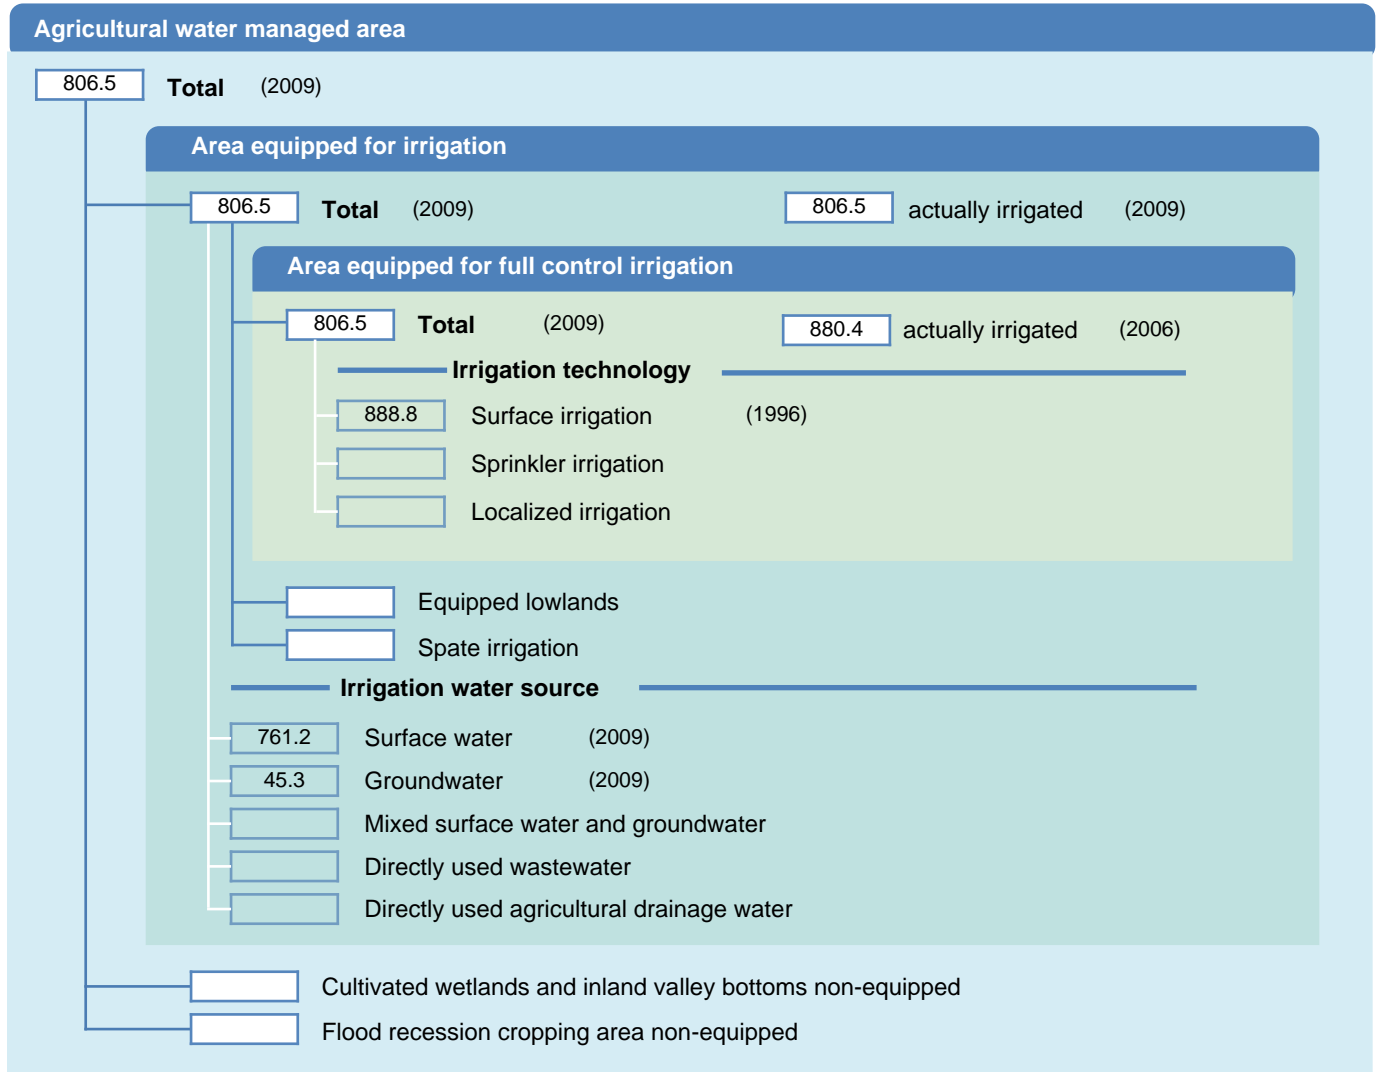 Agricultural water managed area
806.5 Total (2009)
Area equipped for irrigation
806.5 Total (2009) 806.5 actually irrigated (2009)
Area equipped for full control irrigation
806.5 Total (2009) 880.4 actually irrigated (2006)
Irrigation technology
888.8 Surface irrigation (1996)
Sprinkler irrigation
Localized irrigation
Equipped lowlands
Spate irrigation
Irrigation water source
761.2 Surface water (2009)
45.3 Groundwater (2009)
Mixed surface water and groundwater
Directly used wastewater
Directly used agricultural drainage water
Cultivated wetlands and inland valley bottoms non-equipped
Flood recession cropping area non-equipped